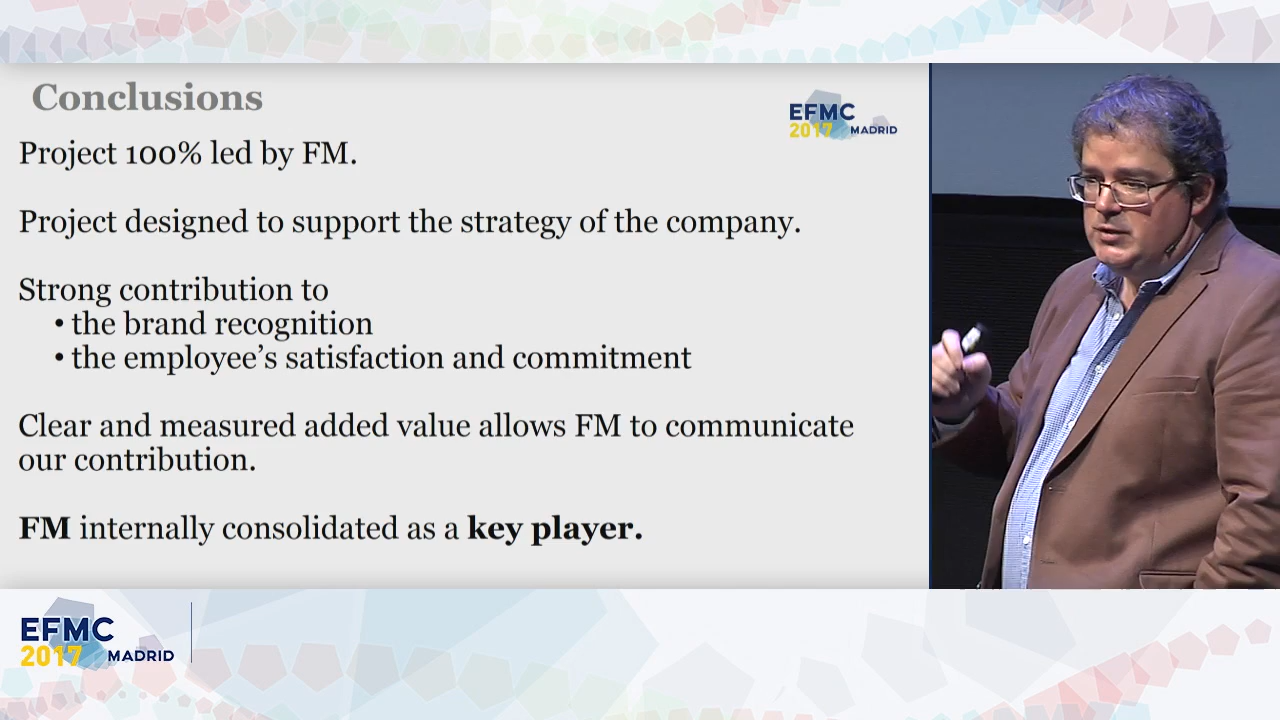 Conclusions
EFMC
2017 MADRID
Project 100% led by FM.
Project designed to support the strategy of the company.
Strong contribution to
• the brand recognition
• the employee’s satisfaction and commitment
Clear and measured added value allows FM to communicate
our contribution.
FM internally consolidated as a key player.
EFMC
2017 MADRID